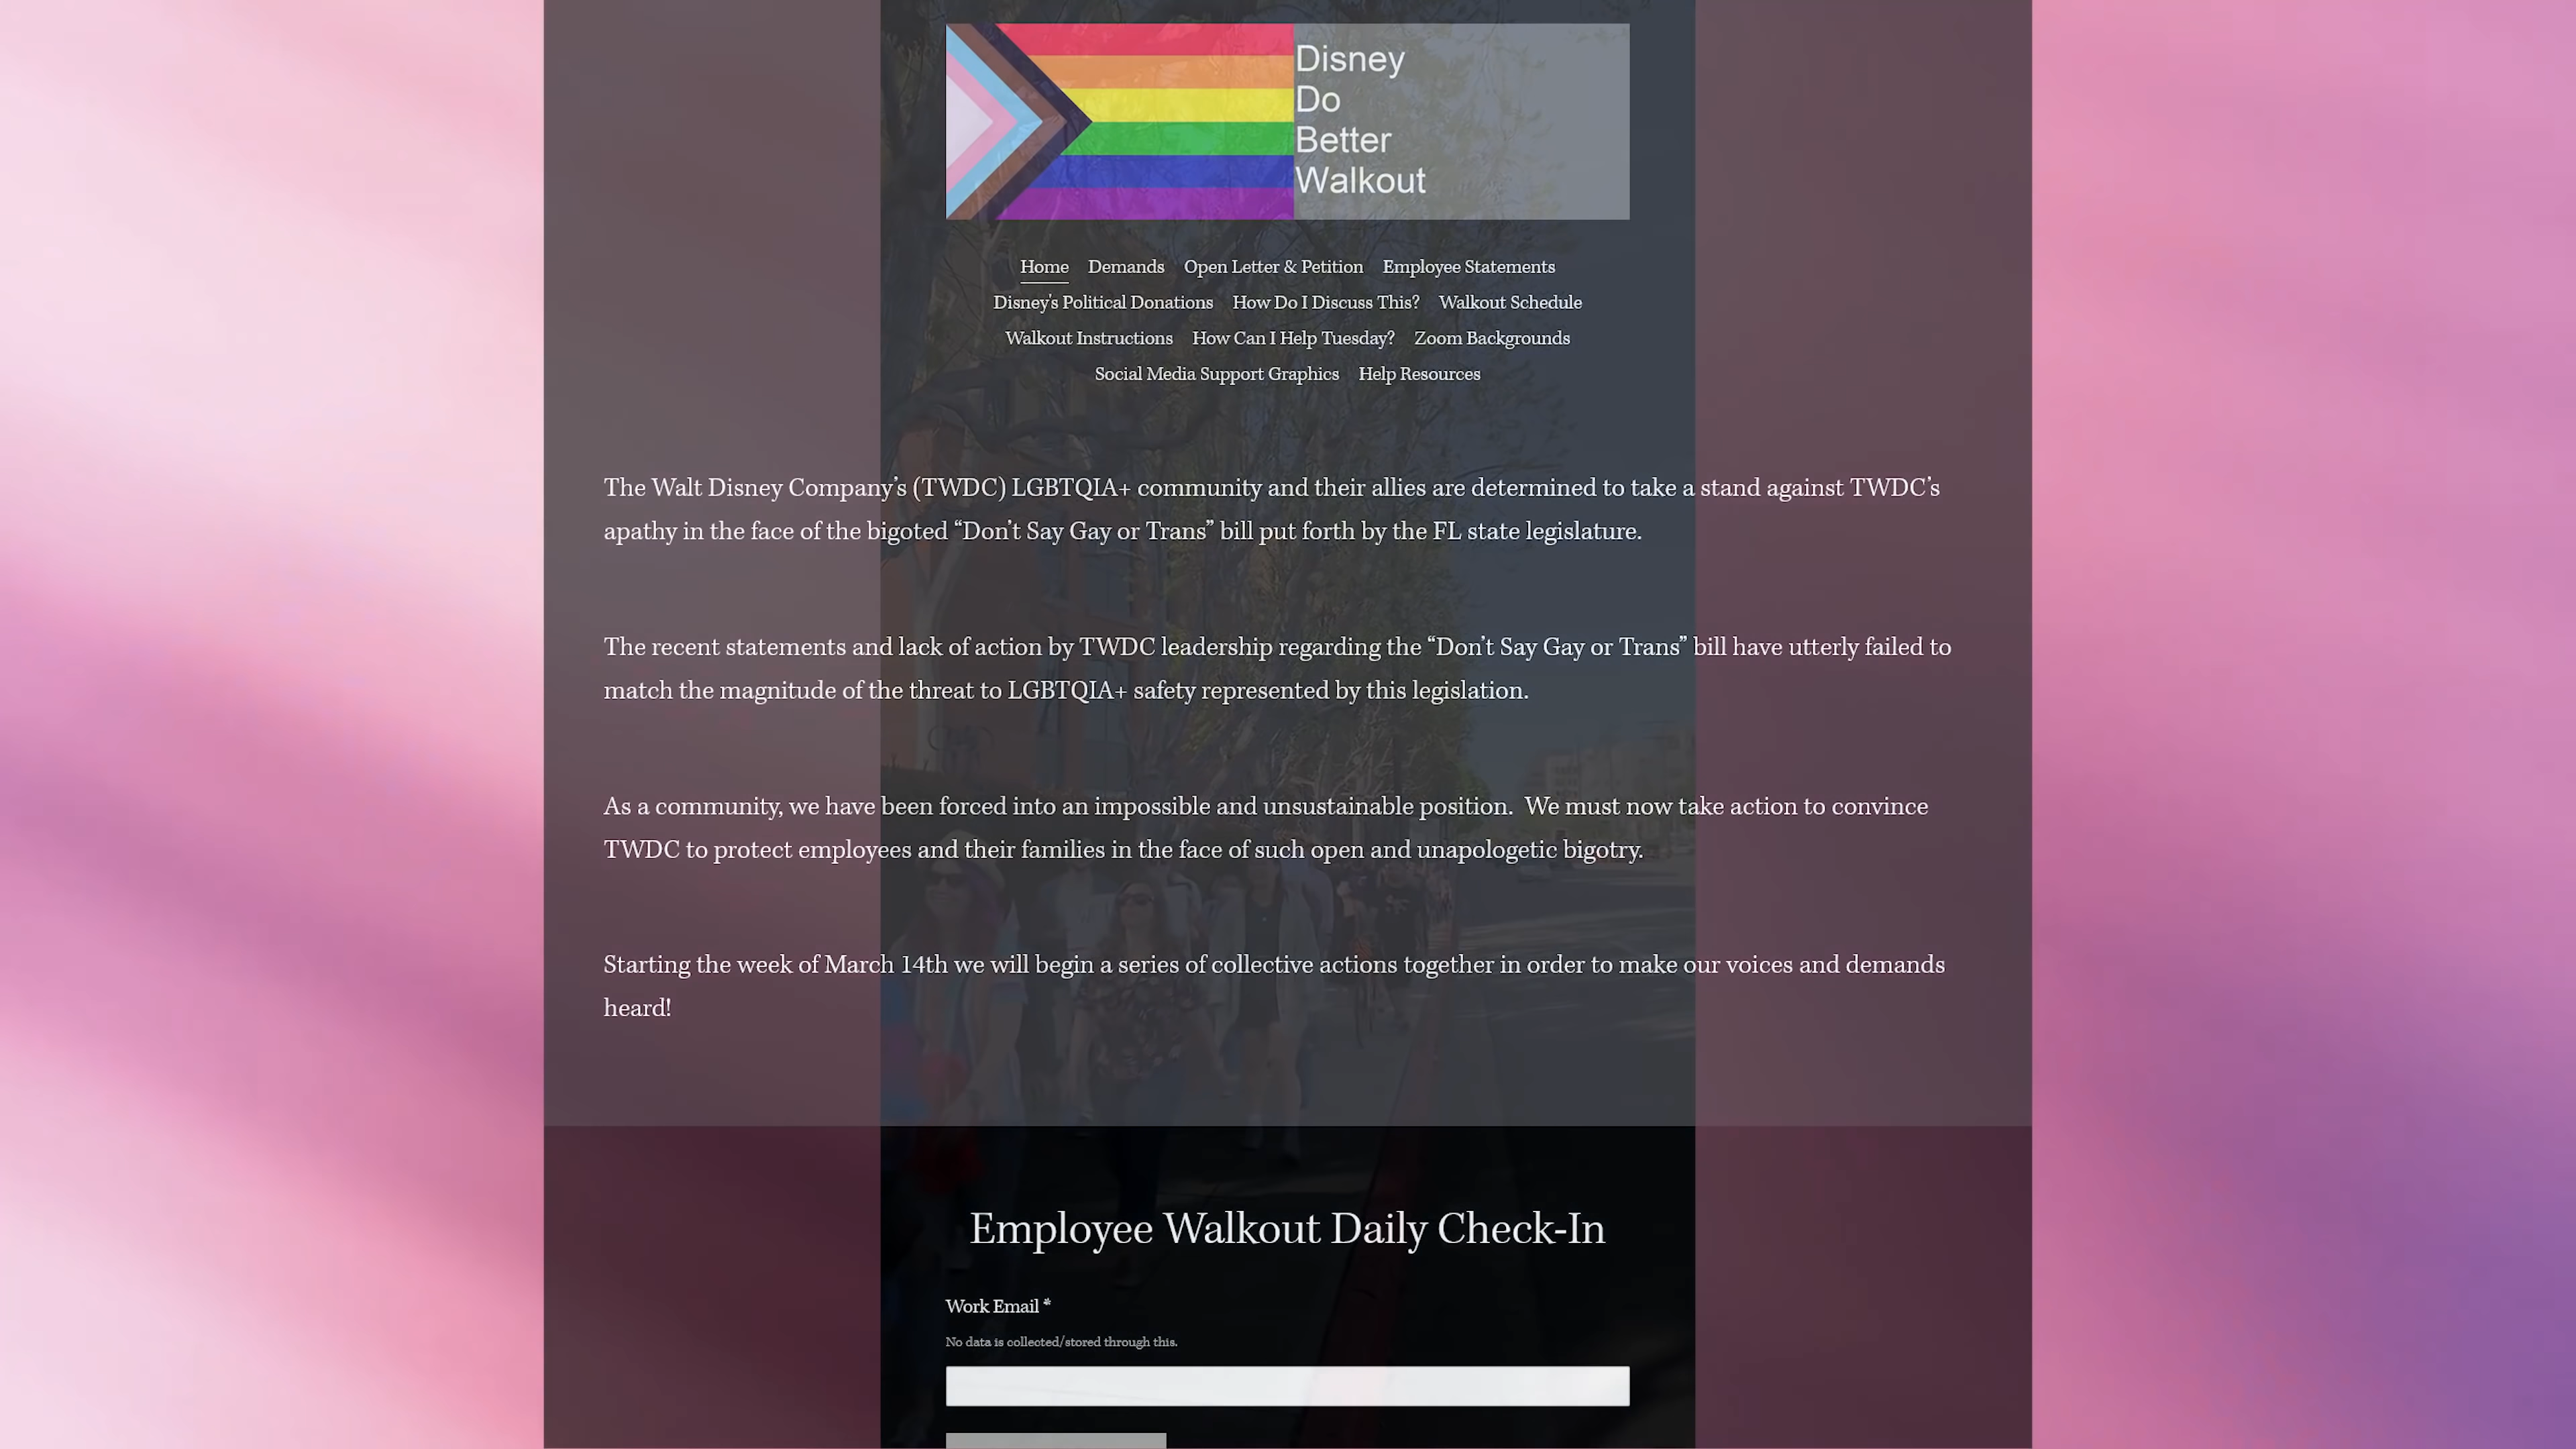 Disney
Do
Better
Walkout
Home Demands Open Letter & Petition Employee Statements
Disney's Political Donations How Do I Discuss This? Walkout Schedule
Walkout Instructions How Can I Help Tuesday? Zoom Backgrounds
Social Media Support Graphics Help Resources
The Walt Disney Company’s (TWDC) LGBTQIA+ community and their allies are determined to take a stand against TWDC’s
apathy in the face of the bigoted “Don’t Say Gay or Trans” bill put forth by the FL state legislature.
The recent statements and lack of action by TWDC leadership regarding the “Don’t Say Gay or Trans” bill have utterly failed to
match the magnitude of the threat to LGBTQIA+ safety represented by this legislation.
As a community, we have been forced into an impossible and unsustainable position.  We must now take action to convince
TWDC to protect employees and their families in the face of such open and unapologetic bigotry.
Starting the week of March 14th we will begin a series of collective actions together in order to make our voices and demands
heard!
Employee Walkout Daily Check-In
Work Email *
No data is collected/stored through this.